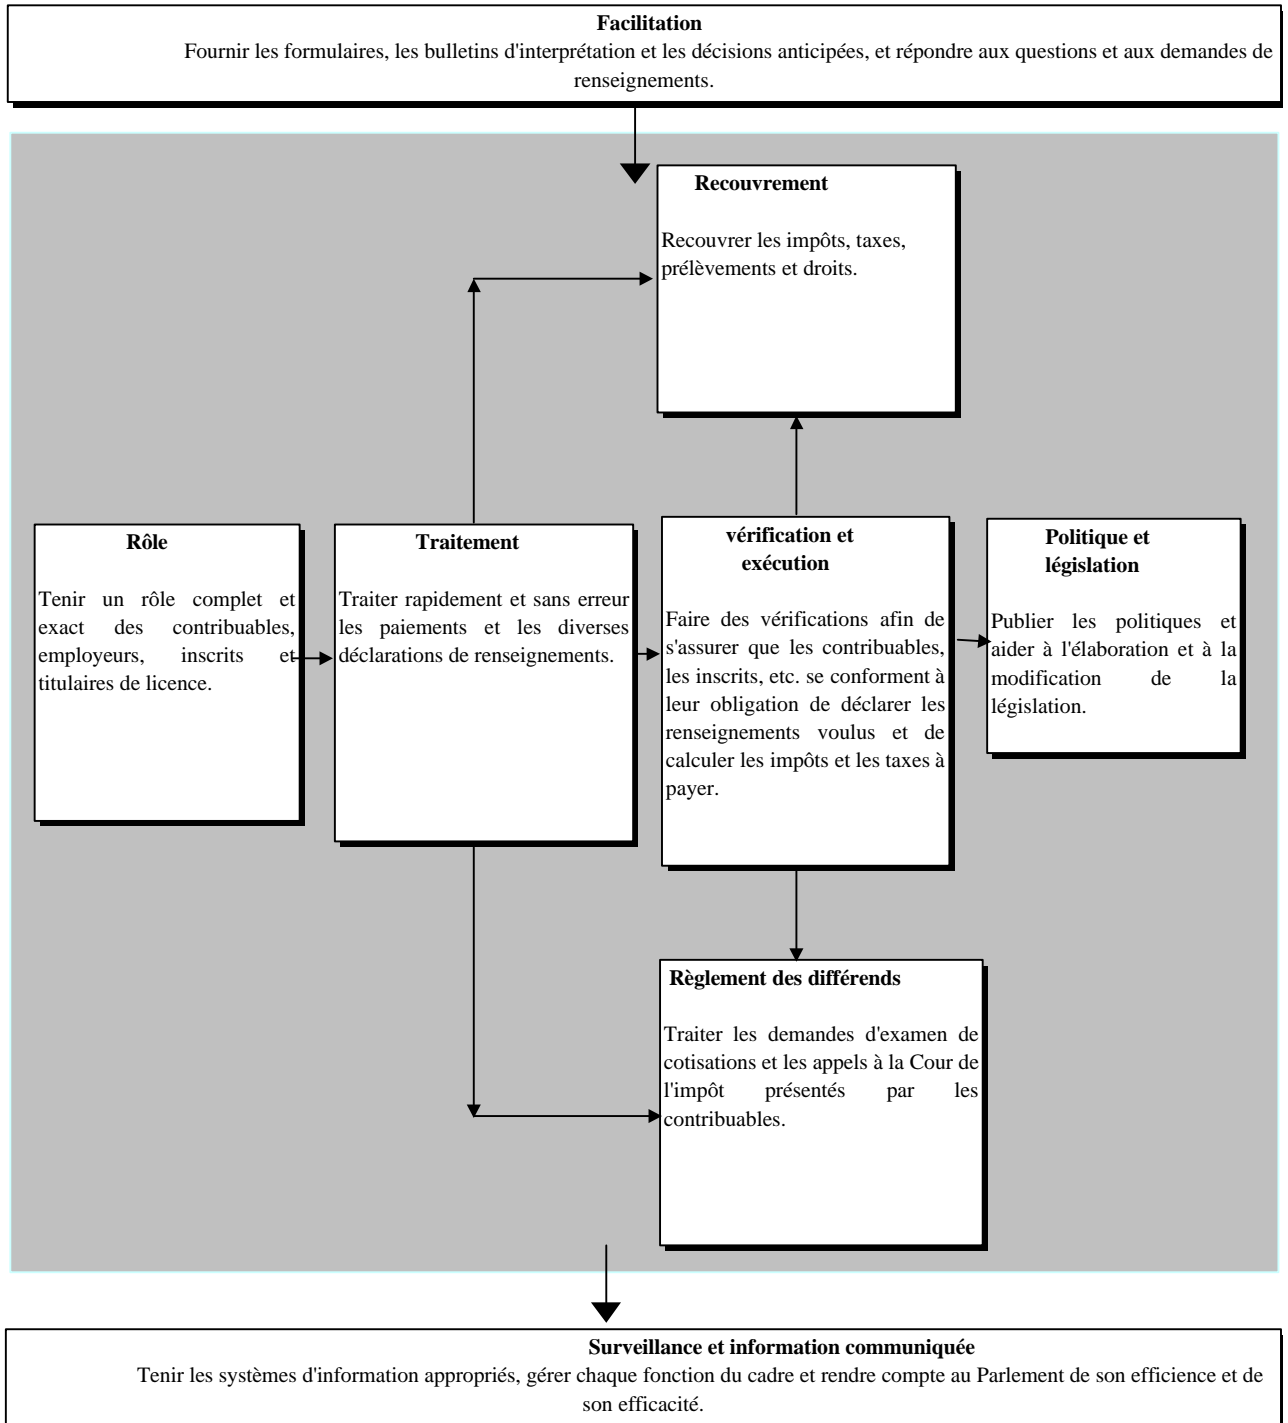 Facilitation
Fournir les formulaires, les bulletins d'interprétation et les décisions anticipées, et répondre aux questions et aux demandes de
renseignements.
Recouvrement
Recouvrer les impôts, taxes,
prélèvements et droits.
Rôle
Tenir un rôle complet et
exact des contribuables,
employeurs, inscrits et
titulaires de licence.
Traitement
Traiter rapidement et sans erreur
les paiements et les diverses
déclarations de renseignements.
vérification et
exécution
Faire des vérifications afin de
s'assurer que les contribuables,
les inscrits, etc. se conforment à
leur obligation de déclarer les
renseignements voulus et de
calculer les impôts et les taxes à
payer.
Politique et
législation
Publier les politiques et
aider à l'élaboration et à la
modification de la
législation.
Règlement des différends
Traiter les demandes d'examen de
cotisations et les appels à la Cour de
l'impôt présentés par les
contribuables.
Surveillance et information communiquée
Tenir les systèmes d'information appropriés, gérer chaque fonction du cadre et rendre compte au Parlement de son efficience et de
son efficacité.